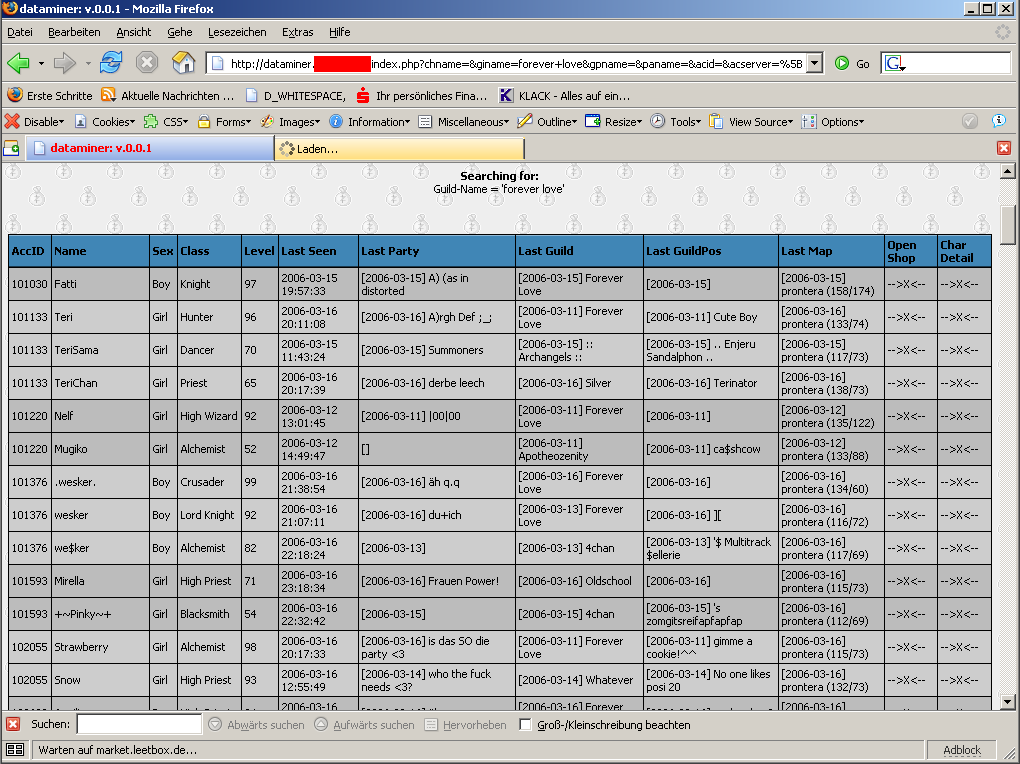 dataminer: v.0.0.1 - Mozilla Firefox
Datei Bearbeiten Ansicht Gehe Lesezeichen Extras Hilfe
http://dataminer. index.php?chname=&giname=forever+love&gpname=&paname=&acid=&acserver=%5B Go G
Erste Schritte Aktuelle Nachrichten ... D_WHITESPACE, Ihr persönliches Fina... K KLACK - Alles auf ein...
Disable Cookies CSS Forms Images Information Miscellaneous Outline Resize Tools View Source Options
dataminer: v.0.0.1 Laden...
Searching for:
Guild-Name = 'forever love'
AccID Name Sex Class Level Last Seen Last Party Last Guild Last GuildPos Last Map Open Shop Char Detail
101030 Fatti Boy Knight 97 2006-03-15 19:57:33 [2006-03-15] A) (as in distorted [2006-03-15] Forever Love [2006-03-15] [2006-03-15] prontera (158/174) -->X<-- -->X<--
101133 Teri Girl Hunter 96 2006-03-16 20:11:08 [2006-03-16] A)rgh Def ;_; [2006-03-11] Forever Love [2006-03-11] Cute Boy [2006-03-16] prontera (133/74) -->X<-- -->X<--
101133 TeriSama Girl Dancer 70 2006-03-15 11:43:24 [2006-03-15] Summoners [2006-03-15] :: Archangels :: [2006-03-15] .. Enjeru Sandalphon .. [2006-03-15] prontera (117/73) -->X<-- -->X<--
101133 TeriChan Girl Priest 65 2006-03-16 20:17:39 [2006-03-16] derbe leech [2006-03-16] Silver [2006-03-16] Terinator [2006-03-16] prontera (138/73) -->X<-- -->X<--
101220 Nelf Girl High Wizard 92 2006-03-12 13:01:45 [2006-03-11] |00|00 [2006-03-11] Forever Love [2006-03-11] [2006-03-12] prontera (135/122) -->X<-- -->X<--
101220 Mugiko Girl Alchemist 52 2006-03-12 14:49:47 [] [2006-03-11] Apotheozenity [2006-03-11] ca$shcow [2006-03-12] prontera (133/88) -->X<-- -->X<--
101376 .wesker. Boy Crusader 99 2006-03-16 21:38:54 [2006-03-16] äh q.q [2006-03-16] Forever Love [2006-03-16] [2006-03-16] prontera (134/60) -->X<-- -->X<--
101376 wesker Boy Lord Knight 92 2006-03-16 21:07:11 [2006-03-16] du+ich [2006-03-13] Forever Love [2006-03-16] ][ [2006-03-16] prontera (116/72) -->X<-- -->X<--
101376 we$ker Boy Alchemist 82 2006-03-16 22:18:24 [2006-03-13] [2006-03-13] 4chan [2006-03-13] '$ Multitrack $ellerie [2006-03-16] prontera (117/69) -->X<-- -->X<--
101593 Mirella Girl High Priest 71 2006-03-16 23:18:34 [2006-03-16] Frauen Power! [2006-03-16] Oldschool [2006-03-16] [2006-03-16] prontera (115/73) -->X<-- -->X<--
101593 +~Pinky~+ Girl Blacksmith 54 2006-03-16 22:32:42 [2006-03-15] [2006-03-15] 4chan [2006-03-15] 's zomgitsreifapfapfap [2006-03-16] prontera (112/69) -->X<-- -->X<--
102055 Strawberry Girl Alchemist 98 2006-03-16 20:17:33 [2006-03-16] is das SO die party <3 [2006-03-11] Forever Love [2006-03-11] gimme a cookie!^^ [2006-03-16] prontera (115/73) -->X<-- -->X<--
102055 Snow Girl High Priest 93 2006-03-16 12:55:49 [2006-03-14] who the fuck needs <3? [2006-03-14] Whatever [2006-03-14] No one likes posi 20 [2006-03-16] prontera (132/73) -->X<-- -->X<--
Suchen: Abwärts suchen Aufwärts suchen Hervorheben Groß-/Kleinschreibung beachten
Warten auf market.leetbox.de... Adblock